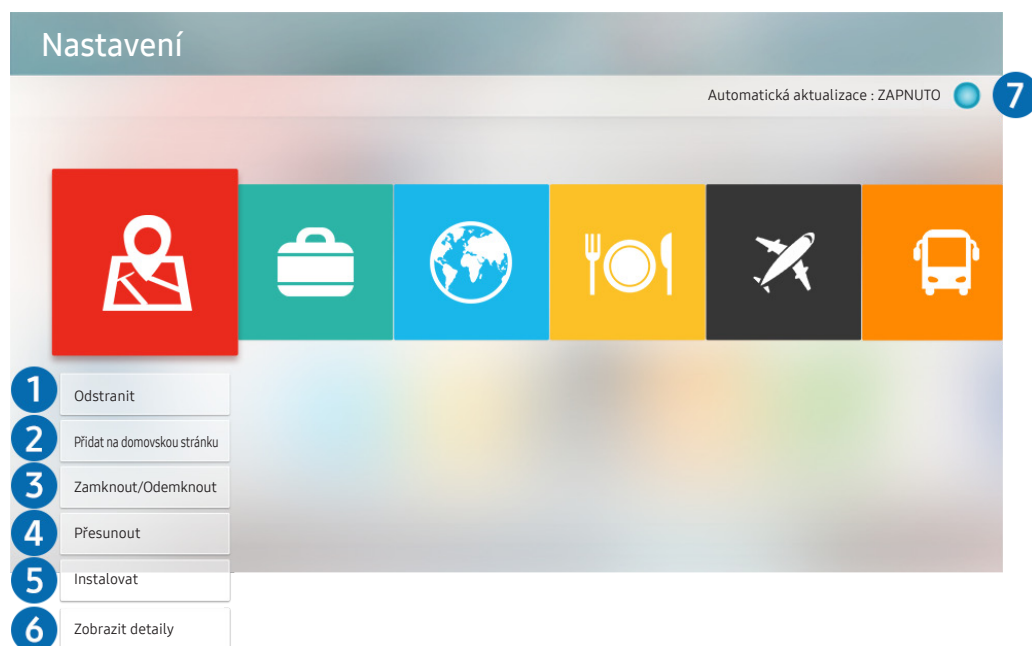 Nastavení
Automatická aktualizace : ZAPNUTO
7
1
Odstranit
2
Přidat na domovskou stránku
3
Zamknout/Odemknout
4
Přesunout
5
Instalovat
6
Zobrazit detaily